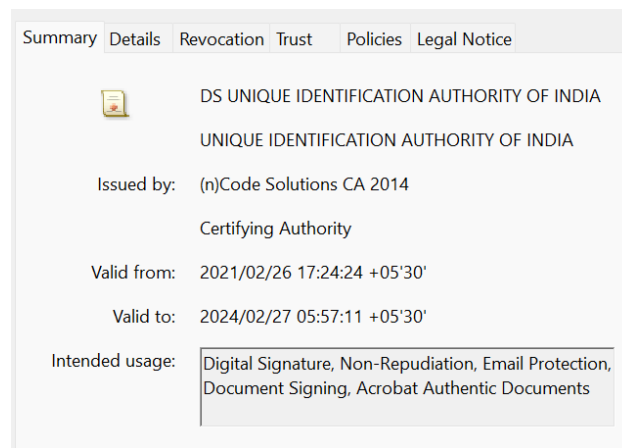 Summary Details Revocation Trust Policies Legal Notice
DS UNIQUE IDENTIFICATION AUTHORITY OF INDIA
UNIQUE IDENTIFICATION AUTHORITY OF INDIA
Issued by: (n)Code Solutions CA 2014
Certifying Authority
Valid from: 2021/02/26 17:24:24 +05'30'
Valid to: 2024/02/27 05:57:11 +05'30'
Intended usage: Digital Signature, Non-Repudiation, Email Protection,
Document Signing, Acrobat Authentic Documents